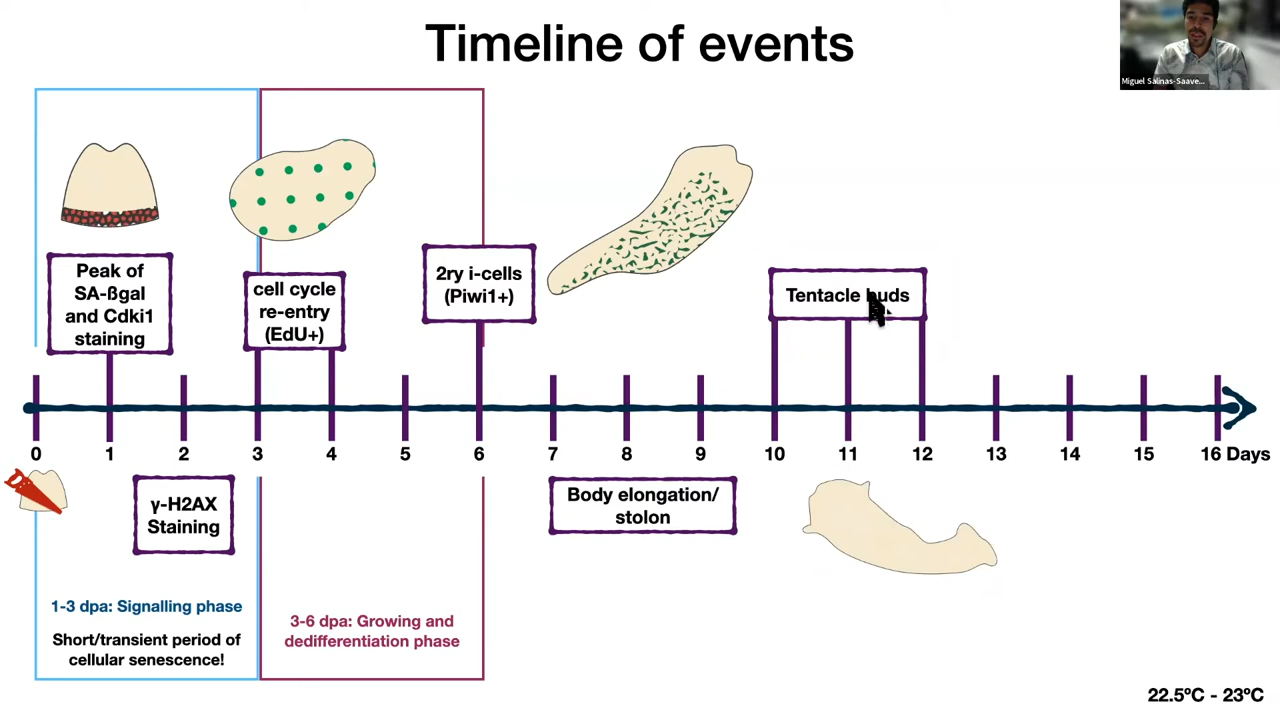 Timeline of events
Miguel Salinas-Saave...
Peak of
SA-ßgal
and Cdki1
staining
cell cycle
re-entry
(EdU+)
2ry i-cells
(Piwi1+)
Tentacle buds
0 1 2 3 4 5 6 7 8 9 10 11 12 13 14 15 16 Days
γ-H2AX
Staining
Body elongation/
stolon
1-3 dpa: Signalling phase
Short/transient period of
cellular senescence!
3-6 dpa: Growing and
dedifferentiation phase
22.5ºC - 23ºC